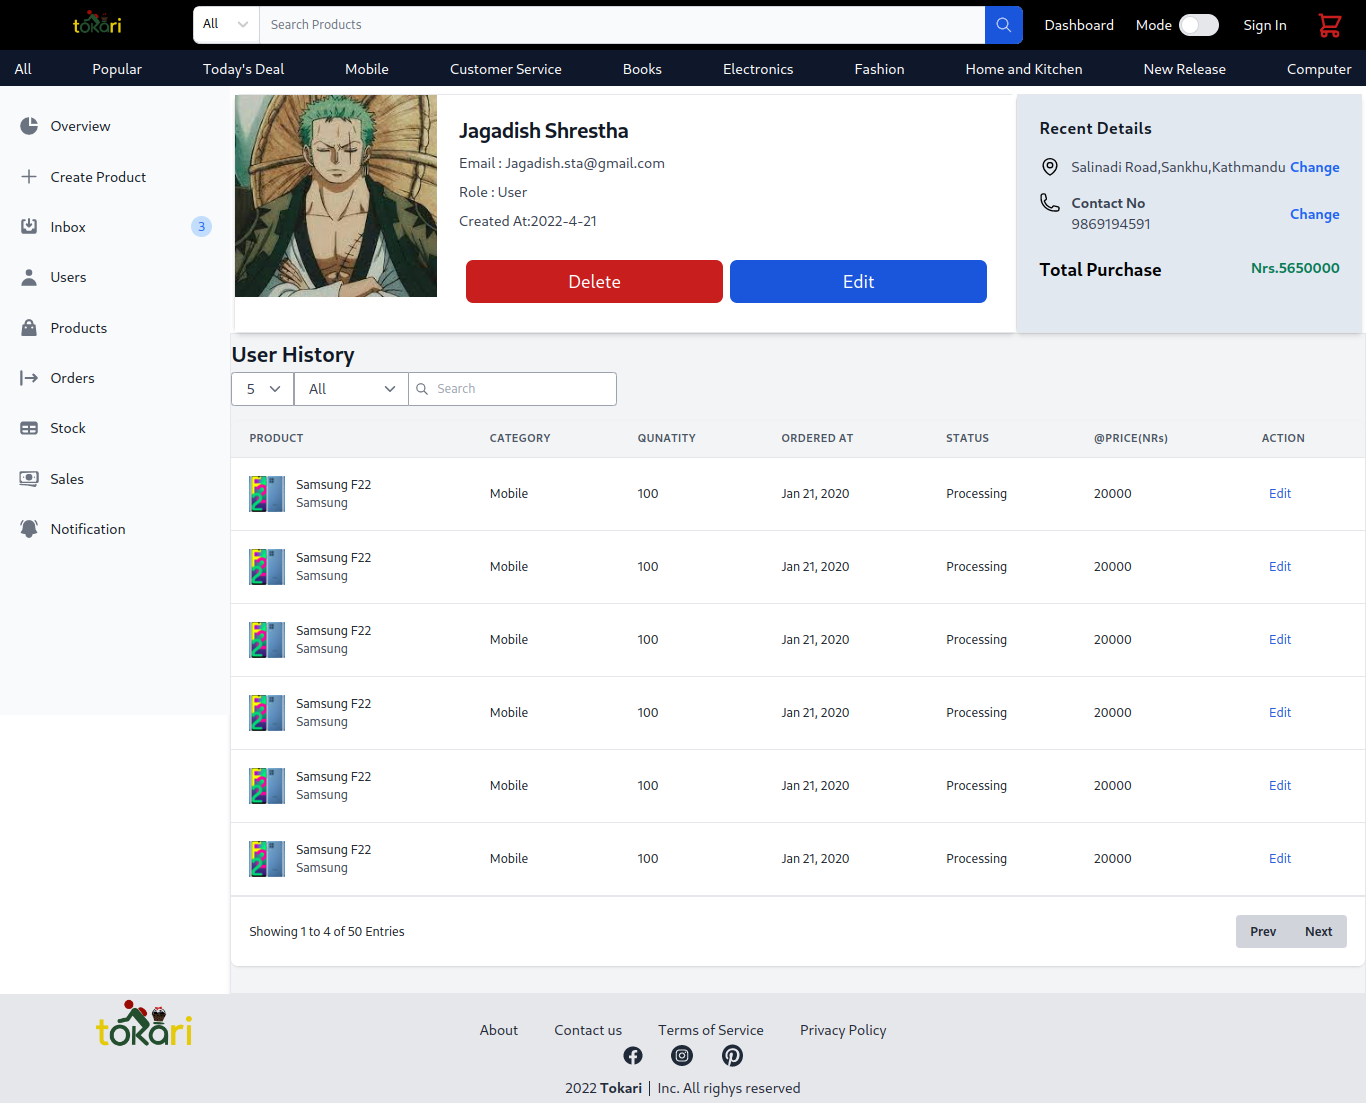 tokari
All
Search Products
Dashboard
Mode
Sign In
All Popular Today's Deal Mobile Customer Service Books Electronics Fashion Home and Kitchen New Release Computer
Overview
Create Product
Inbox 3
Users
Products
Orders
Stock
Sales
Notification
Jagadish Shrestha
Email : Jagadish.sta@gmail.com
Role : User
Created At:2022-4-21
Delete Edit
Recent Details
Salinadi Road,Sankhu,Kathmandu Change
Contact No
9869194591 Change
Total Purchase Nrs.5650000
User History
5 All Search
PRODUCT CATEGORY QUNATITY ORDERED AT STATUS @PRICE(NRs) ACTION
Samsung F22
Samsung
Mobile 100 Jan 21, 2020 Processing 20000 Edit
Samsung F22
Samsung
Mobile 100 Jan 21, 2020 Processing 20000 Edit
Samsung F22
Samsung
Mobile 100 Jan 21, 2020 Processing 20000 Edit
Samsung F22
Samsung
Mobile 100 Jan 21, 2020 Processing 20000 Edit
Samsung F22
Samsung
Mobile 100 Jan 21, 2020 Processing 20000 Edit
Samsung F22
Samsung
Mobile 100 Jan 21, 2020 Processing 20000 Edit
Showing 1 to 4 of 50 Entries
Prev Next
tokari
About Contact us Terms of Service Privacy Policy
2022 Tokari | Inc. All righys reserved